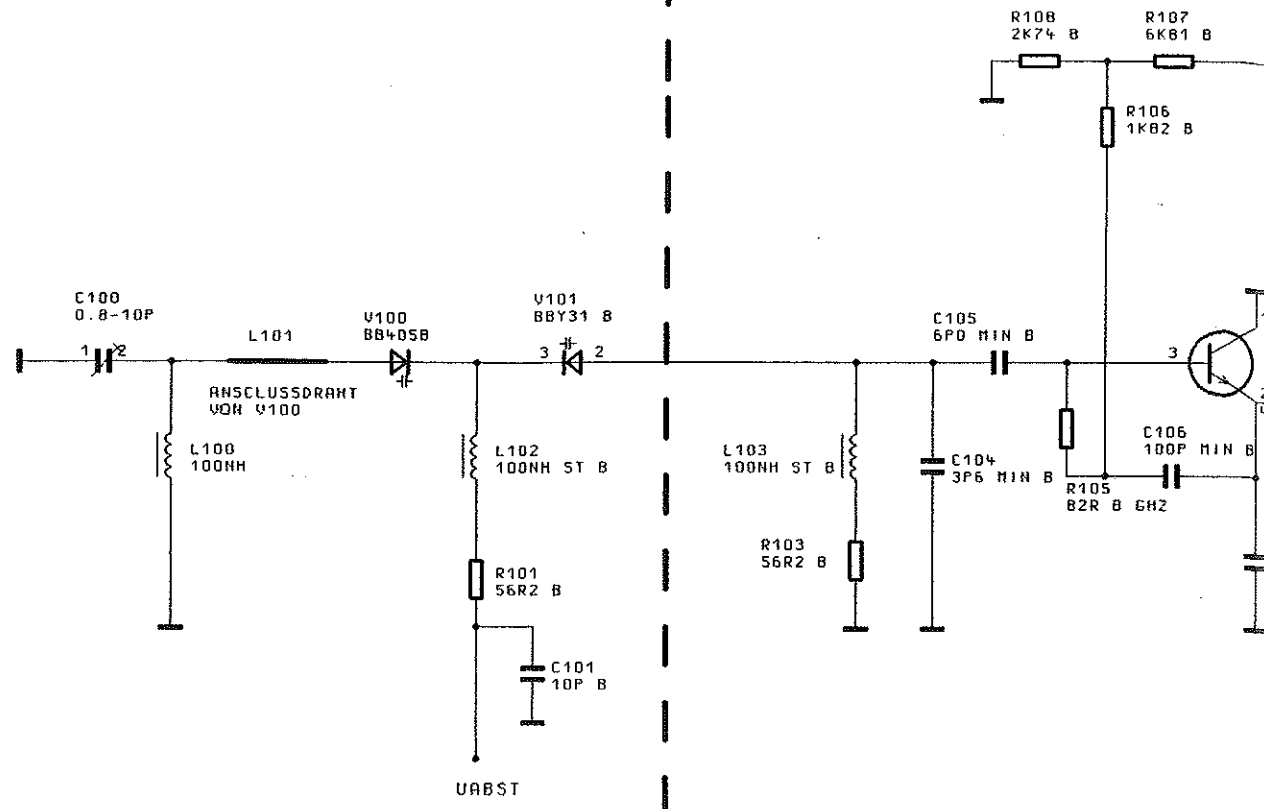 R108
2K74 B
R107
6K81 B
R106
1K82 B
C100
0.8-10P
1
2
L101
V100
BB405B
V101
BBY31 B
3
2
C105
6P0 MIN B
3
ANSCLUSSDRAHT
VON V100
L100
100NH
L102
100NH ST B
L103
100NH ST B
C104
3P6 MIN B
C106
100P MIN B
R105
82R B GHZ
2
R103
56R2 B
R101
56R2 B
C101
10P B
UABST